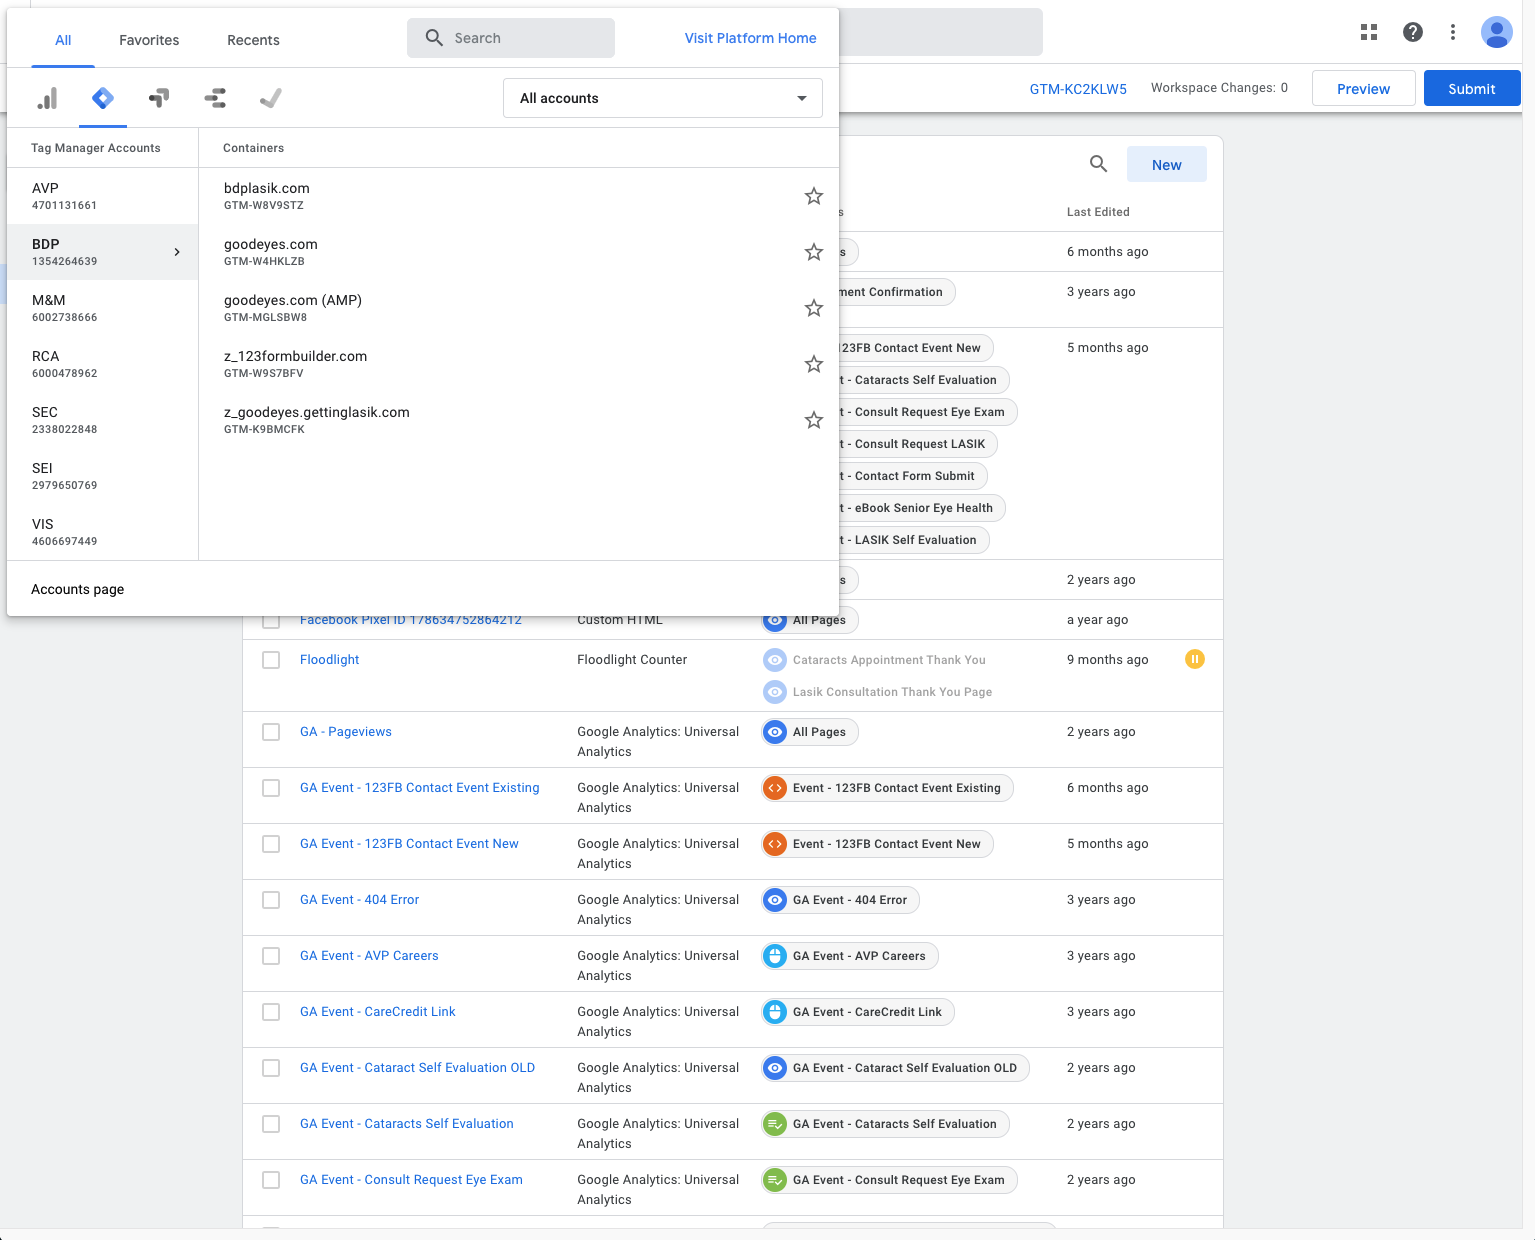 All Favorites Recents Search Visit Platform Home
All accounts GTM-KC2KLW5 Workspace Changes: 0 Preview Submit
Tag Manager Accounts Containers
AVP
4701131661
BDP
1354264639
M&M
6002738666
RCA
6000478962
SEC
2338022848
SEI
2979650769
VIS
4606697449
bdplasik.com
GTM-W8V9STZ
goodeyes.com
GTM-W4HKLZB
goodeyes.com (AMP)
GTM-MGLSBW8
z_123formbuilder.com
GTM-W9S7BFV
z_goodeyes.gettinglasik.com
GTM-K9BMCFK
Accounts page
New
Last Edited
6 months ago
Confirmation 3 years ago
123FB Contact Event New 5 months ago
- Cataracts Self Evaluation
- Consult Request Eye Exam
- Consult Request LASIK
- Contact Form Submit
- eBook Senior Eye Health
- LASIK Self Evaluation
2 years ago
Facebook Pixel ID 178634752864212 Custom HTML All Pages a year ago
Floodlight Floodlight Counter Cataracts Appointment Thank You 9 months ago
Lasik Consultation Thank You Page
GA - Pageviews Google Analytics: Universal All Pages 2 years ago
Analytics
GA Event - 123FB Contact Event Existing Google Analytics: Universal Event - 123FB Contact Event Existing 6 months ago
Analytics
GA Event - 123FB Contact Event New Google Analytics: Universal Event - 123FB Contact Event New 5 months ago
Analytics
GA Event - 404 Error Google Analytics: Universal GA Event - 404 Error 3 years ago
Analytics
GA Event - AVP Careers Google Analytics: Universal GA Event - AVP Careers 3 years ago
Analytics
GA Event - CareCredit Link Google Analytics: Universal GA Event - CareCredit Link 3 years ago
Analytics
GA Event - Cataract Self Evaluation OLD Google Analytics: Universal GA Event - Cataract Self Evaluation OLD 2 years ago
Analytics
GA Event - Cataracts Self Evaluation Google Analytics: Universal GA Event - Cataracts Self Evaluation 2 years ago
Analytics
GA Event - Consult Request Eye Exam Google Analytics: Universal GA Event - Consult Request Eye Exam 2 years ago
Analytics